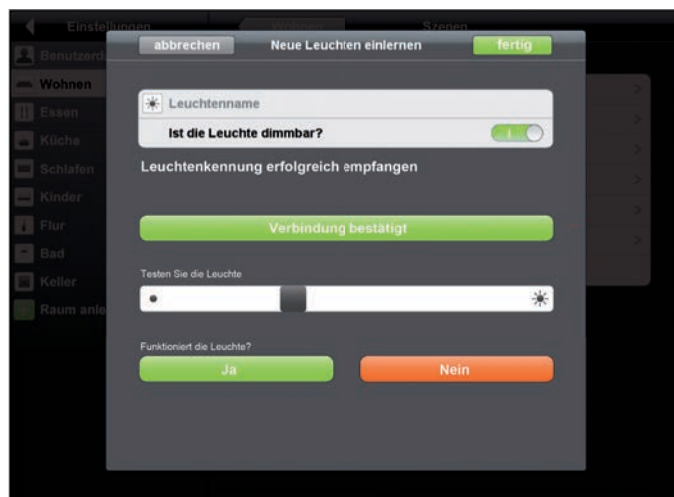 Einstellungen Wohnen Szenen
abbrechen Neue Leuchten einlernen fertig
Wohnen
Essen
Küche
Schlafen
Kinder
Flur
Bad
Keller
Raum anle
Leuchtenname
Ist die Leuchte dimmbar?
Leuchtenkennung erfolgreich empfangen
Verbindung bestätigt
Testen Sie die Leuchte
Funktioniert die Leuchte?
Ja Nein